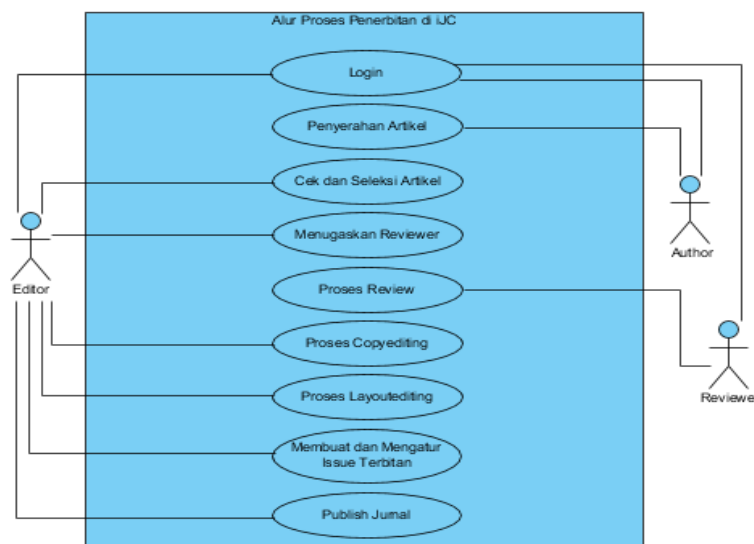 Alur Proses Penerbitan di iJC
Login
Penyerahan Artikel
Cek dan Seleksi Artikel
Menugaskan Reviewer
Proses Review
Proses Copyediting
Proses Layoutediting
Membuat dan Mengatur
Issue Terbitan
Publish Jurnal
Editor
Author
Reviewe